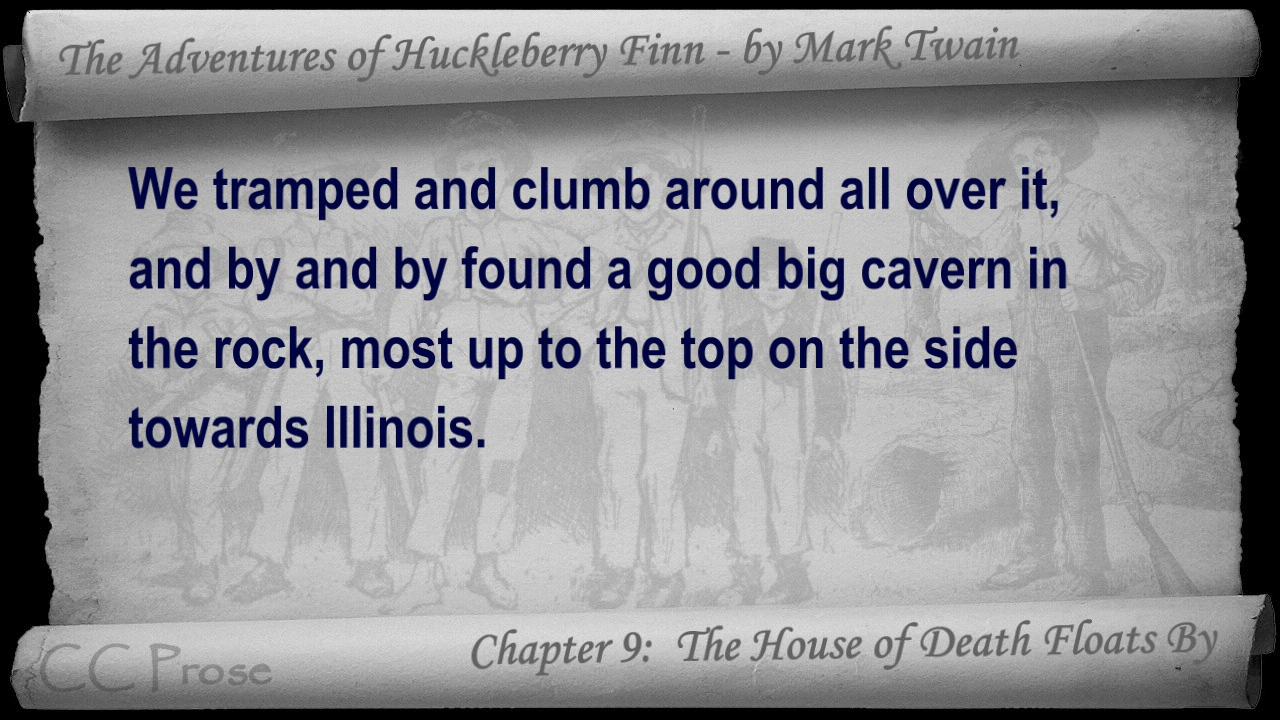 The Adventures of Huckleberry Finn - by Mark Twain
We tramped and clumb around all over it,
and by and by found a good big cavern in
the rock, most up to the top on the side
towards Illinois.
Chapter 9: The House of Death Floats By
CC Prose